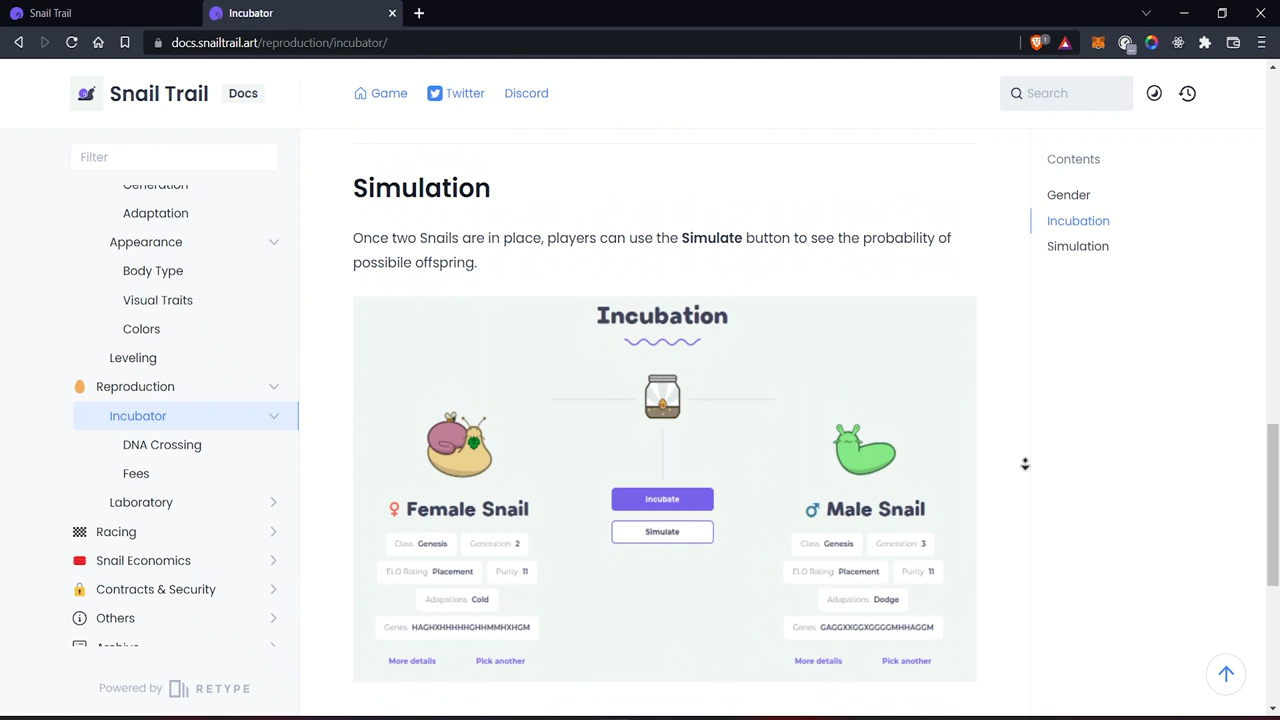 Snail Trail
Incubator
docs.snailtrail.art/reproduction/incubator/
Snail Trail Docs
Game Twitter Discord
Search
Filter
Generation
Adaptation
Appearance
Body Type
Visual Traits
Colors
Leveling
Reproduction
Incubator
DNA Crossing
Fees
Laboratory
Racing
Snail Economics
Contracts & Security
Others
Archive
Powered by RETYPE
Simulation
Once two Snails are in place, players can use the Simulate button to see the probability of
possibile offspring.
Incubation
Incubate
Simulate
♀ Female Snail
Class Genesis Generation 2
ELO Rating Placement Purity 11
Adapations Cold
Genes HAGHXHHHHHGHHMMHXHGM
More details Pick another
♂ Male Snail
Class Genesis Generation 3
ELO Rating Placement Purity 11
Adapations Dodge
Genes GAGGXXGGXGGGGMHHAGGM
More details Pick another
Contents
Gender
Incubation
Simulation